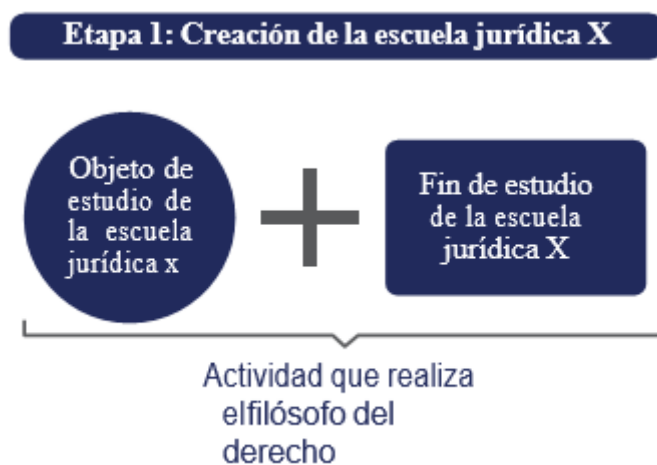 Etapa 1: Creación de la escuela jurídica X
Objeto de
estudio de
la escuela
jurídica x
Fin de estudio
de la escuela
jurídica X
Actividad que realiza
elfilósofo del
derecho